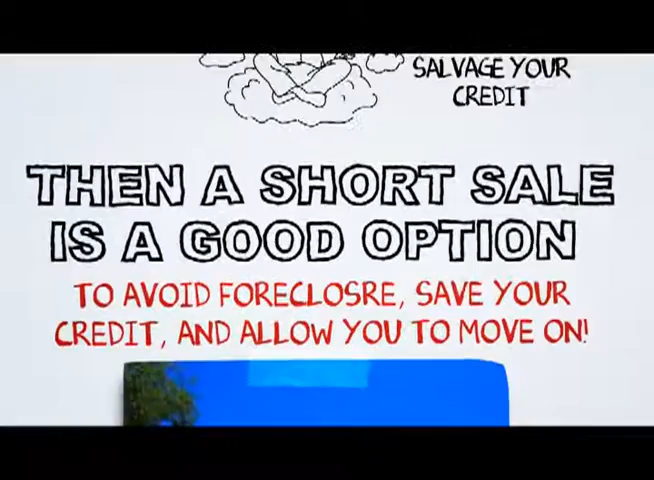 SALVAGE YOUR
CREDIT
THEN A SHORT SALE
IS A GOOD OPTION
TO AVOID FORECLOSRE, SAVE YOUR
CREDIT, AND ALLOW YOU TO MOVE ON!